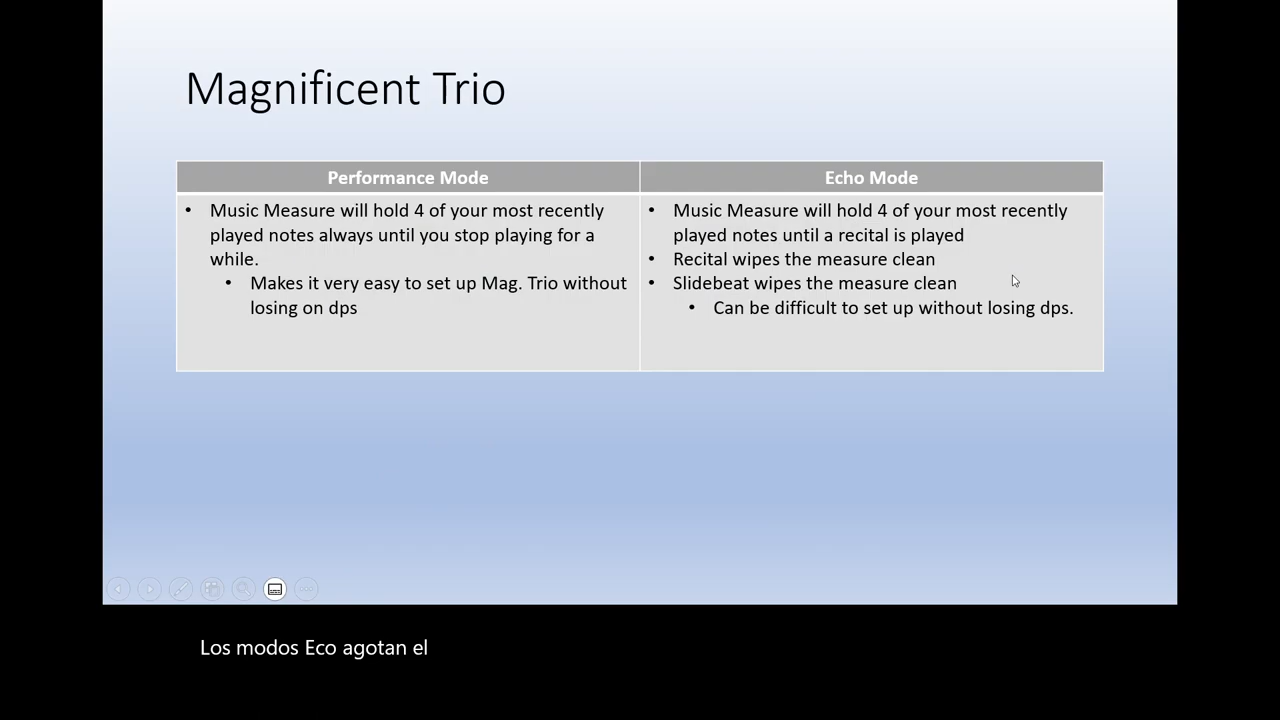 Magnificent Trio
Performance Mode
Echo Mode
• Music Measure will hold 4 of your most recently
played notes always until you stop playing for a
while.
• Makes it very easy to set up Mag. Trio without
losing on dps
• Music Measure will hold 4 of your most recently
played notes until a recital is played
• Recital wipes the measure clean
• Slidebeat wipes the measure clean
• Can be difficult to set up without losing dps.
Los modos Eco agotan el